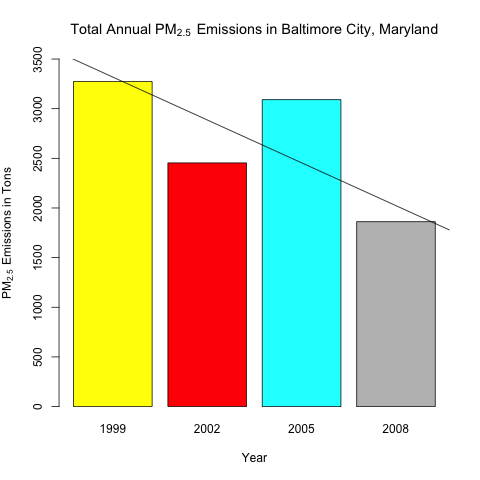 Total Annual PM2.5 Emissions in Baltimore City, Maryland
PM2.5 Emissions in Tons
3500
3000
2500
2000
1500
1000
500
0
1999 2002 2005 2008
Year